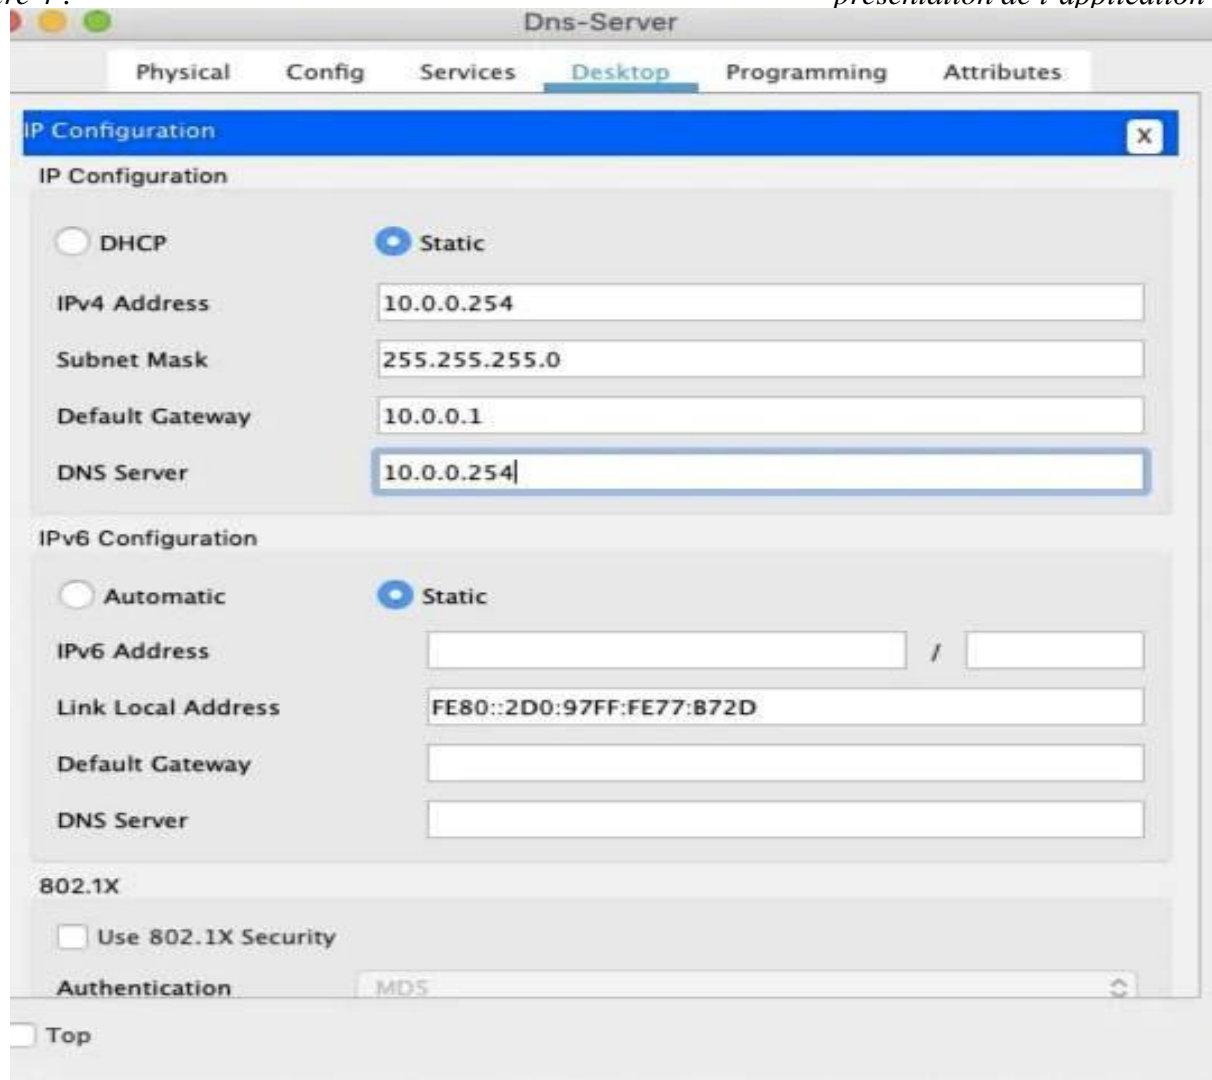 présentation de l'application
Dns-Server
Physical Config Services Desktop Programming Attributes
IP Configuration X
IP Configuration
DHCP Static
IPv4 Address 10.0.0.254
Subnet Mask 255.255.255.0
Default Gateway 10.0.0.1
DNS Server 10.0.0.254
IPv6 Configuration
Automatic Static
IPv6 Address /
Link Local Address FE80::2D0:97FF:FE77:B72D
Default Gateway
DNS Server
802.1X
Use 802.1X Security
Authentication MD5
Top